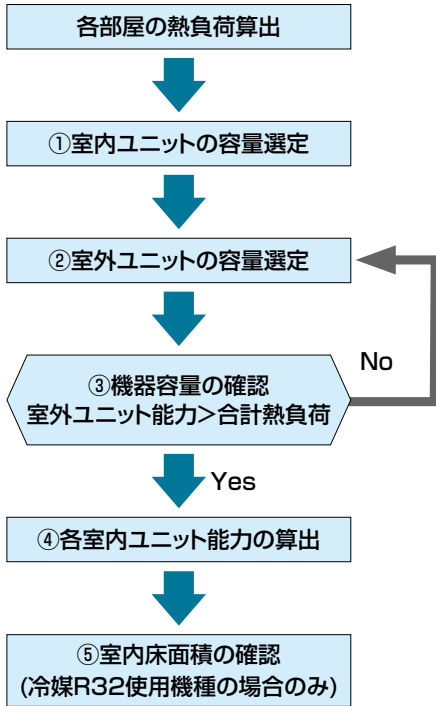 各部屋の熱負荷算出
①室内ユニットの容量選定
②室外ユニットの容量選定
③機器容量の確認
室外ユニット能力＞合計熱負荷
No
Yes
④各室内ユニット能力の算出
⑤室内床面積の確認
(冷媒R32使用機種の場合のみ)